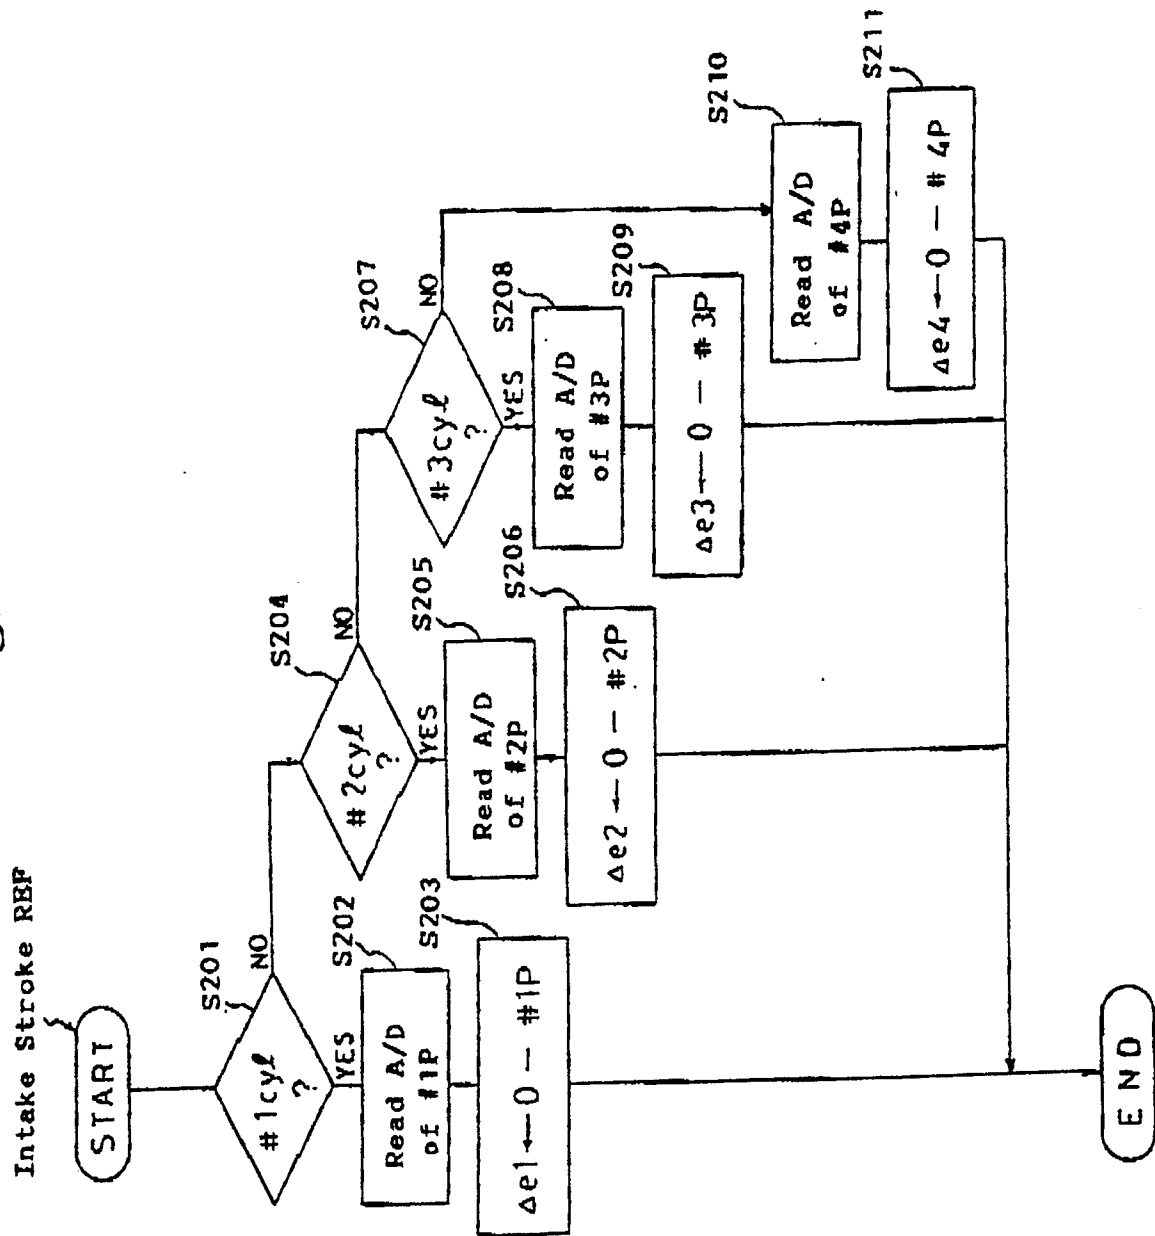 Intake Stroke REF
START
S201
#1cyl
?
NO
YES
S202
Read A/D
of #1P
S203
Δe1←0 − #1P
S204
#2cyl
?
NO
YES
S205
Read A/D
of #2P
S206
Δe2←0 − #2P
S207
#3cyl
?
NO
YES
S208
Read A/D
of #3P
S209
Δe3←0 − #3P
S210
Read A/D
of #4P
S211
Δe4←0 − #4P
END